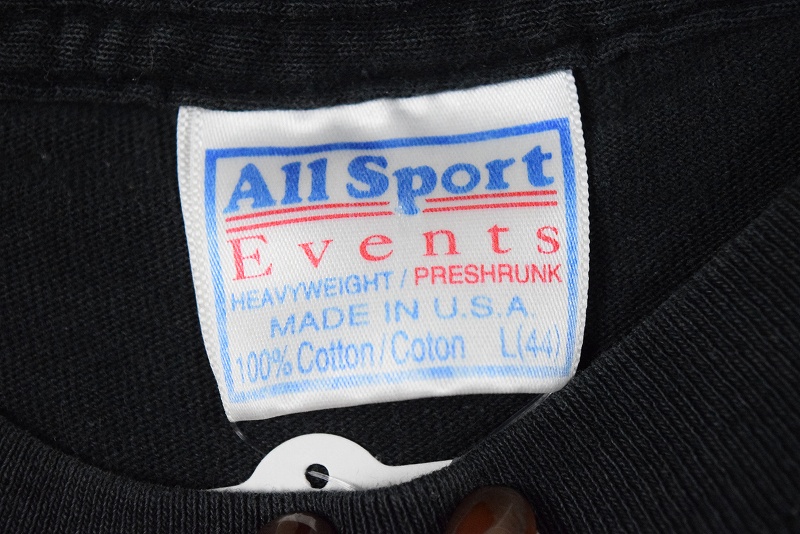 All Sport
Events
HEAVYWEIGHT / PRESHRUNK
MADE IN U.S.A.
100% Cotton/Coton L(44)